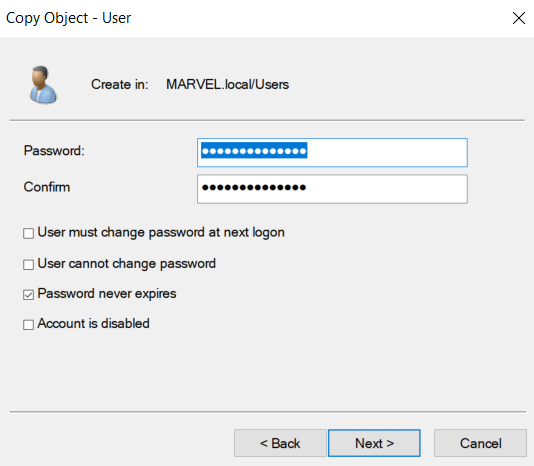 Copy Object - User
Create in: MARVEL.local/Users
Password: ●●●●●●●●●●●●●●
Confirm ●●●●●●●●●●●●●●
User must change password at next logon
User cannot change password
Password never expires
Account is disabled
< Back Next > Cancel